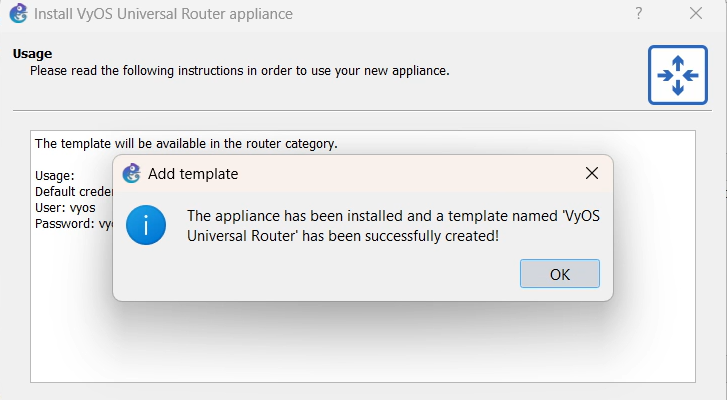 Install VyOS Universal Router appliance
?
Usage
Please read the following instructions in order to use your new appliance.
The template will be available in the router category.
Usage:
Default
User: vyos
Password:
Add template
The appliance has been installed and a template named 'VyOS
Universal Router' has been successfully created!
OK